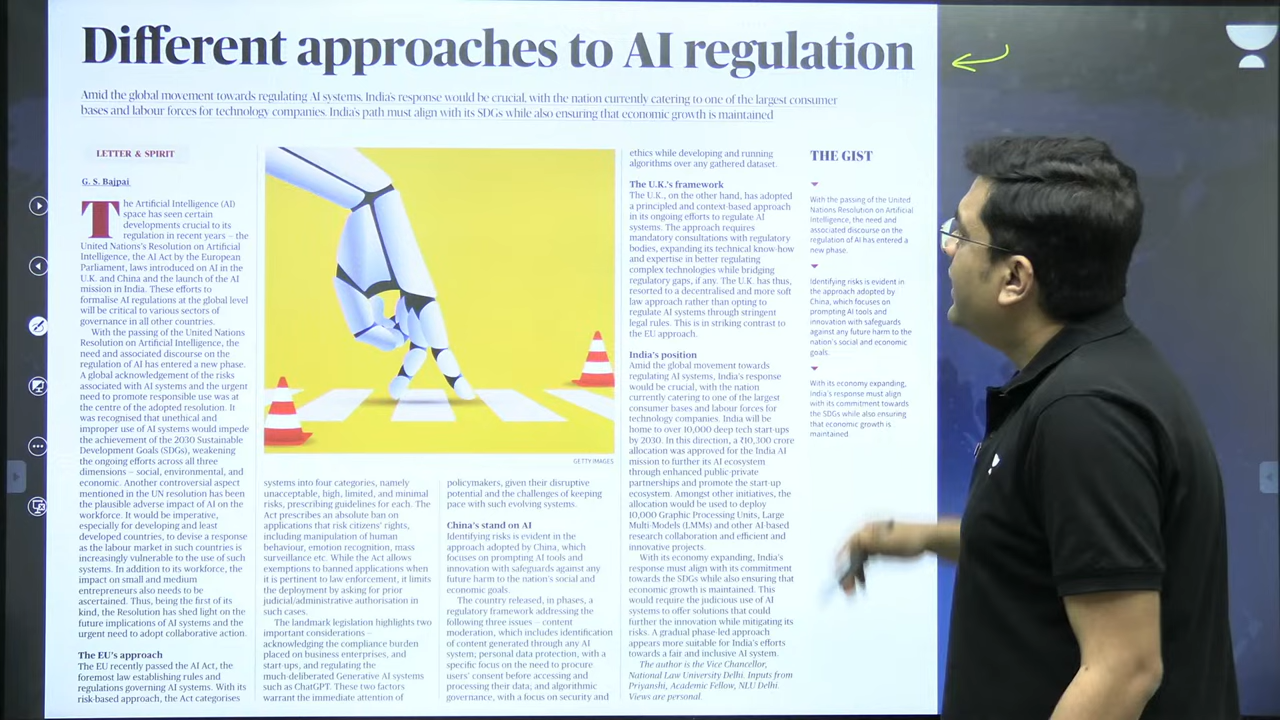 Different approaches to AI regulation
Amid the global movement towards regulating AI systems, India's response would be crucial, with the nation currently catering to one of the largest consumer
bases and labour forces for technology companies. India's path must align with its SDGs while also ensuring that economic growth is maintained
LETTER & SPIRIT
G. S. Bajpai
The Artificial Intelligence (AI)
space has seen certain
developments crucial to its
regulation in recent years – the
United Nations's Resolution on Artificial
Intelligence, the AI Act by the European
Parliament, laws introduced on AI in the
U.K. and China and the launch of the AI
mission in India. These efforts to
formalise AI regulations at the global level
will be critical to various sectors of
governance in all other countries.
With the passing of the United Nations
Resolution on Artificial Intelligence, the
need and associated discourse on the
regulation of AI has entered a new phase.
A global acknowledgement of the risks
associated with AI systems and the urgent
need to promote responsible use was at
the centre of the adopted resolution. It
was recognised that unethical and
improper use of AI systems would impede
the achievement of the 2030 Sustainable
Development Goals (SDGs), weakening
the ongoing efforts across all three
dimensions – social, environmental, and
economic. Another controversial aspect
mentioned in the UN resolution has been
the plausible adverse impact of AI on the
workforce. It would be imperative,
especially for developing and least
developed countries, to devise a response
as the labour market in such countries is
increasingly vulnerable to the use of such
systems. In addition to its workforce, the
impact on small and medium
entrepreneurs also needs to be
ascertained. Thus, being the first of its
kind, the Resolution has shed light on the
future implications of AI systems and the
urgent need to adopt collaborative action.
The EU's approach
The EU recently passed the AI Act, the
foremost law establishing rules and
regulations governing AI systems. With its
risk-based approach, the Act categorises
GETTY IMAGES
systems into four categories, namely
unacceptable, high, limited, and minimal
risks, prescribing guidelines for each. The
Act prescribes an absolute ban on
applications that risk citizens' rights,
including manipulation of human
behaviour, emotion recognition, mass
surveillance etc. While the Act allows
exemptions to banned applications when
it is pertinent to law enforcement, it limits
the deployment by asking for prior
judicial/administrative authorisation in
such cases.
The landmark legislation highlights two
important considerations –
acknowledging the compliance burden
placed on business enterprises, and
start-ups, and regulating the
much-deliberated Generative AI systems
such as ChatGPT. These two factors
warrant the immediate attention of
policymakers, given their disruptive
potential and the challenges of keeping
pace with such evolving systems.
China's stand on AI
Identifying risks is evident in the
approach adopted by China, which
focuses on prompting AI tools and
innovation with safeguards against any
future harm to the nation's social and
economic goals.
The country released, in phases, a
regulatory framework addressing the
following three issues – content
moderation, which includes identification
of content generated through any AI
system; personal data protection, with a
specific focus on the need to procure
users' consent before accessing and
processing their data; and algorithmic
governance, with a focus on security and
ethics while developing and running
algorithms over any gathered dataset.
The U.K.'s framework
The U.K., on the other hand, has adopted
a principled and context-based approach
in its ongoing efforts to regulate AI
systems. The approach requires
mandatory consultations with regulatory
bodies, expanding its technical know-how
and expertise in better regulating
complex technologies while bridging
regulatory gaps, if any. The U.K. has thus,
resorted to a decentralised and more soft
law approach rather than opting to
regulate AI systems through stringent
legal rules. This is in striking contrast to
the EU approach.
India's position
Amid the global movement towards
regulating AI systems, India's response
would be crucial, with the nation
currently catering to one of the largest
consumer bases and labour forces for
technology companies. India will be
home to over 10,000 deep tech start-ups
by 2030. In this direction, a ₹10,300 crore
allocation was approved for the India AI
mission to further its AI ecosystem
through enhanced public-private
partnerships and promote the start-up
ecosystem. Amongst other initiatives, the
allocation would be used to deploy
10,000 Graphic Processing Units, Large
Multi-Models (LMMs) and other AI-based
research collaboration and efficient and
innovative projects.
With its economy expanding, India's
response must align with its commitment
towards the SDGs while also ensuring that
economic growth is maintained. This
would require the judicious use of AI
systems to offer solutions that could
further the innovation while mitigating its
risks. A gradual phase-led approach
appears more suitable for India's efforts
towards a fair and inclusive AI system.
The author is the Vice Chancellor,
National Law University Delhi. Inputs from
Priyanshi, Academic Fellow, NLU Delhi.
Views are personal.
THE GIST
With the passing of the United
Nations Resolution on Artificial
Intelligence, the need and
associated discourse on the
regulation of AI has entered a
new phase.
Identifying risks is evident in
the approach adopted by
China, which focuses on
prompting AI tools and
innovation with safeguards
against any future harm to the
nation's social and economic
goals.
With its economy expanding,
India's response must align
with its commitment towards
the SDGs while also ensuring
that economic growth is
maintained.